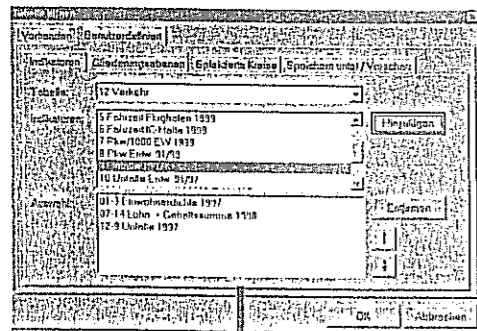 Vorhanden Benutzerdefiniert
Indikatoren Gliederungsebenen Speichern unter / Vorschau
Tabelle: 12 Verkehr
Indikatoren:
5 Fahrzeit Flughafen 1999
6 Fahrzeit IC-Halte 1999
7 Pkw/1000 EW 1999
8 Pkw Entw 91/99
10 Unfälle Entw 91/97
Hinzufügen
Auswahl:
01-3 Einwohnerdichte 1997
07-14 Lohn- + Gehaltssumme 1998
12-9 Unfälle 1997
Entfernen
OK Abbrechen